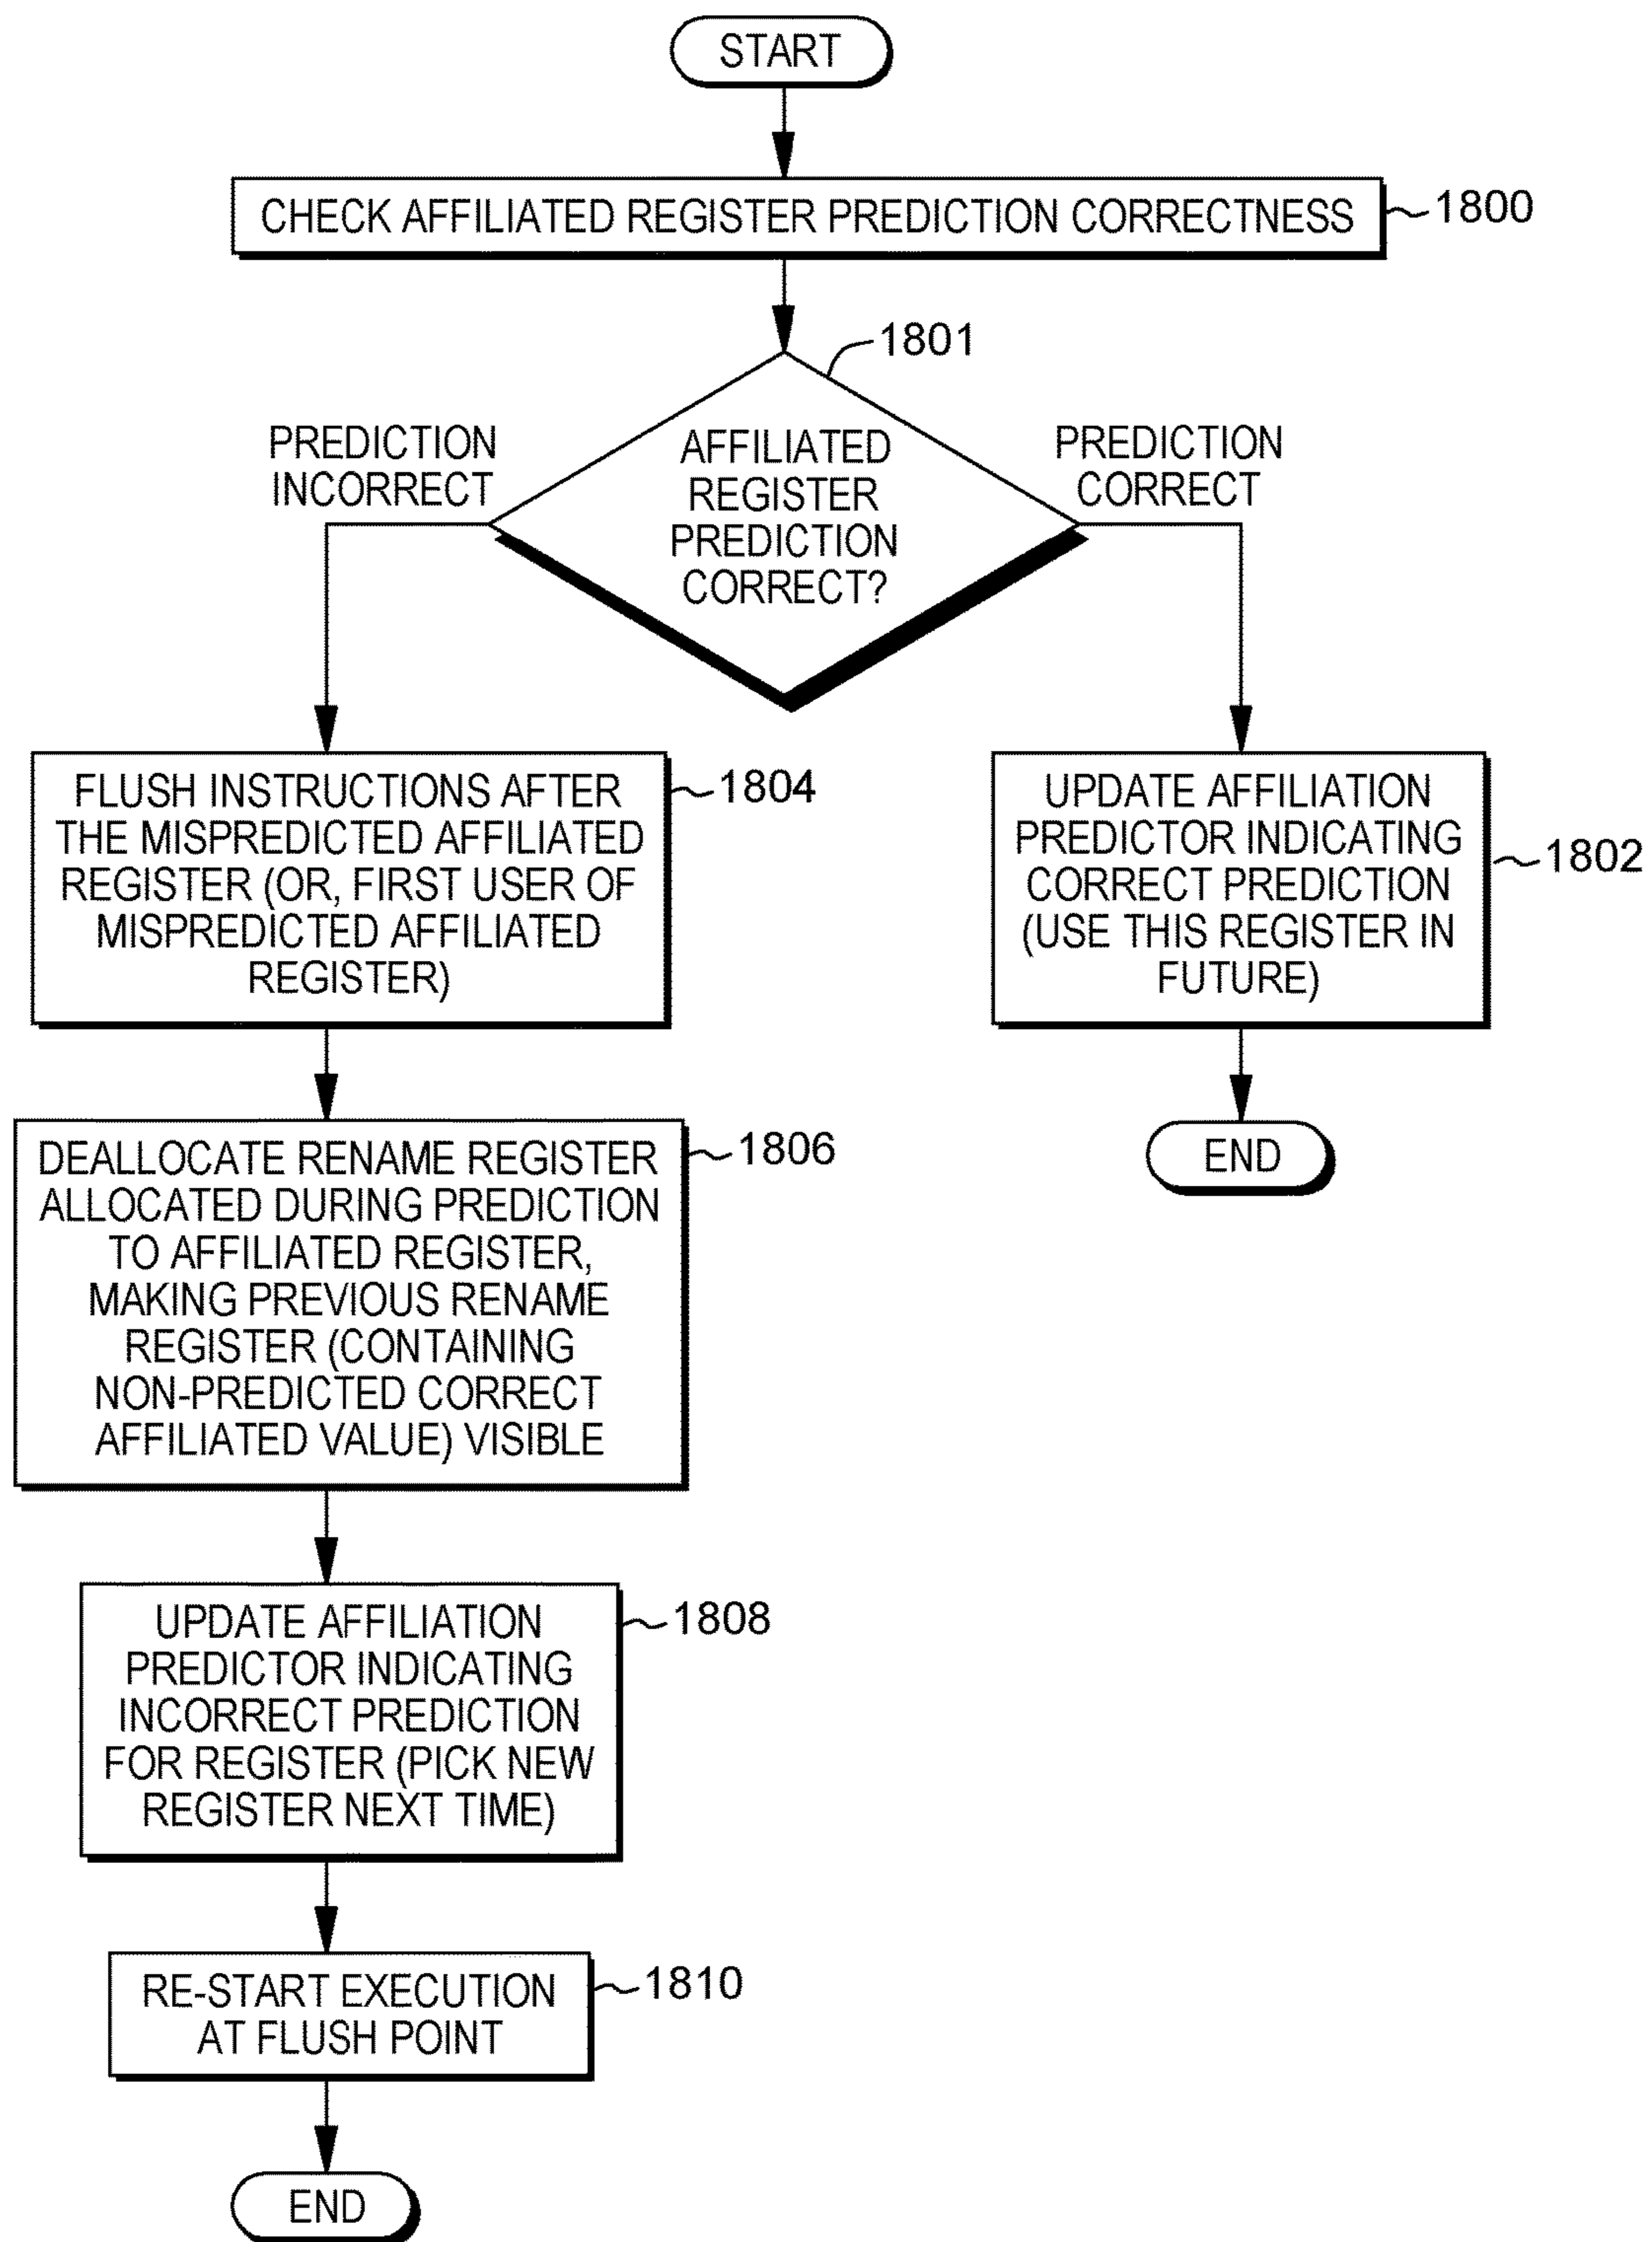 START
CHECK AFFILIATED REGISTER PREDICTION CORRECTNESS
1800
1801
AFFILIATED
REGISTER
PREDICTION
CORRECT?
PREDICTION
INCORRECT
PREDICTION
CORRECT
FLUSH INSTRUCTIONS AFTER
THE MISPREDICTED AFFILIATED
REGISTER (OR, FIRST USER OF
MISPREDICTED AFFILIATED
REGISTER)
1804
UPDATE AFFILIATION
PREDICTOR INDICATING
CORRECT PREDICTION
(USE THIS REGISTER IN
FUTURE)
1802
END
DEALLOCATE RENAME REGISTER
ALLOCATED DURING PREDICTION
TO AFFILIATED REGISTER,
MAKING PREVIOUS RENAME
REGISTER (CONTAINING
NON-PREDICTED CORRECT
AFFILIATED VALUE) VISIBLE
1806
UPDATE AFFILIATION
PREDICTOR INDICATING
INCORRECT PREDICTION
FOR REGISTER (PICK NEW
REGISTER NEXT TIME)
1808
RE-START EXECUTION
AT FLUSH POINT
1810
END